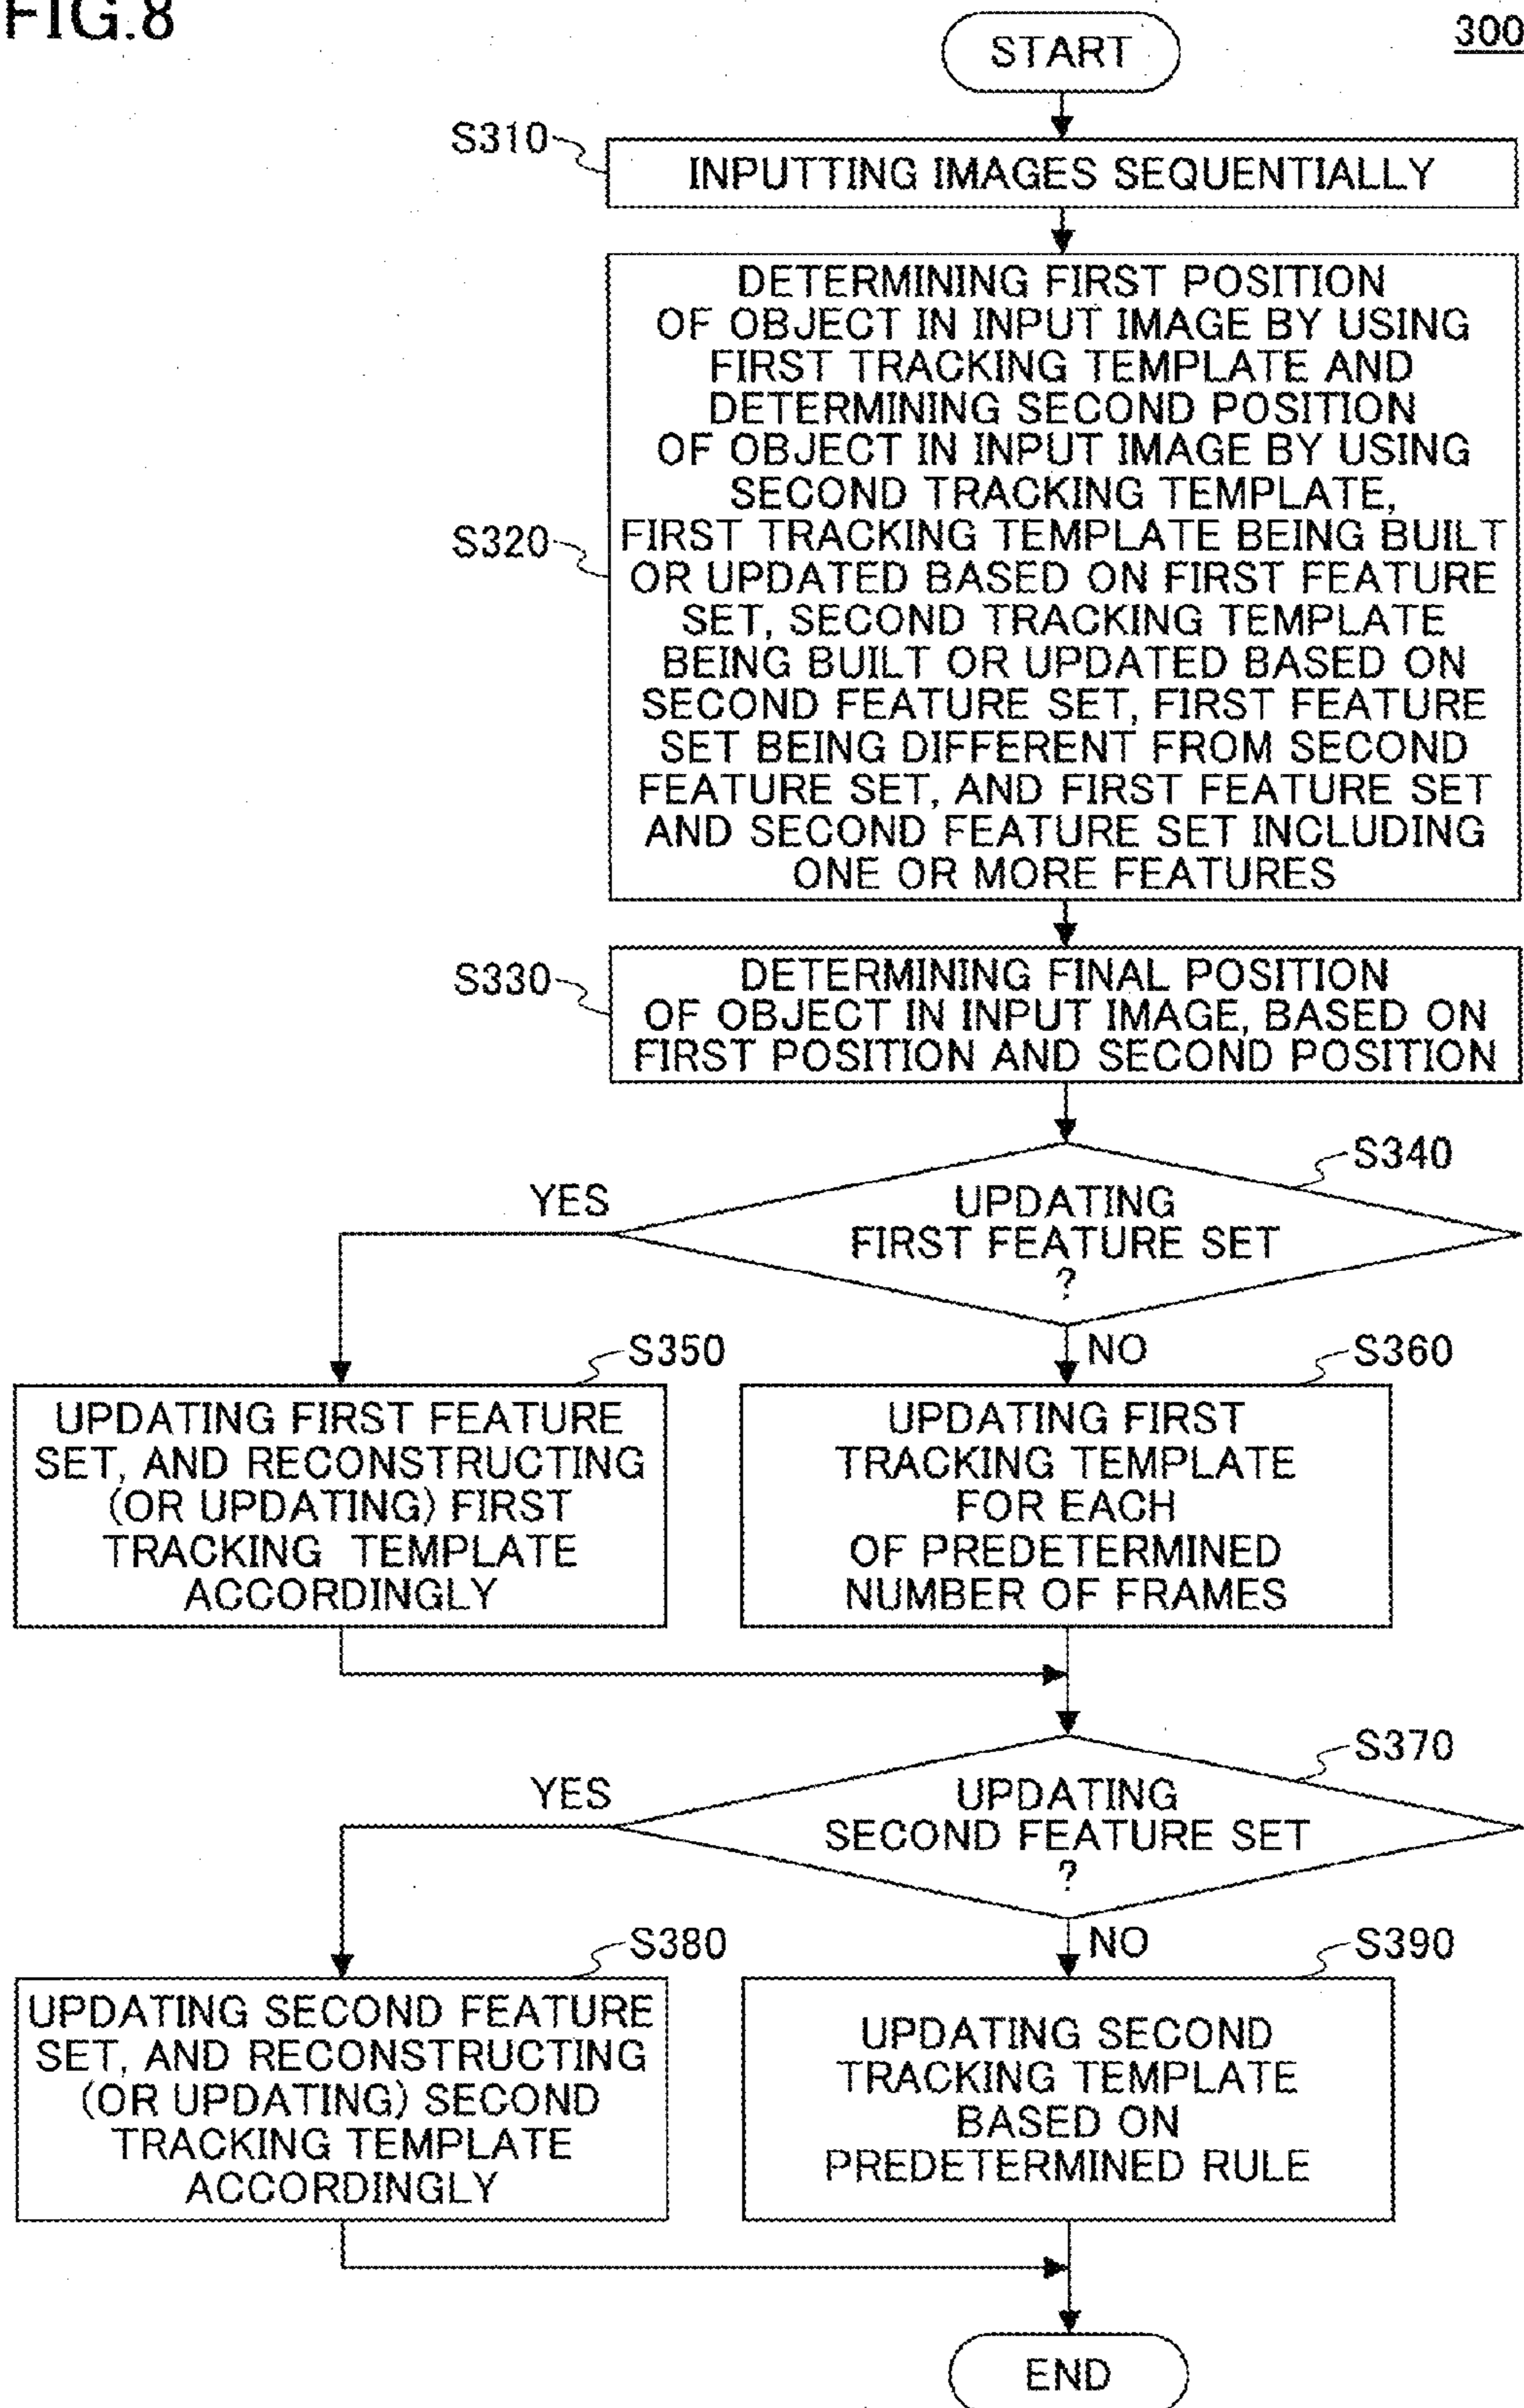 FIG.8
300
START
S310
INPUTTING IMAGES SEQUENTIALLY
S320
DETERMINING FIRST POSITION
OF OBJECT IN INPUT IMAGE BY USING
FIRST TRACKING TEMPLATE AND
DETERMINING SECOND POSITION
OF OBJECT IN INPUT IMAGE BY USING
SECOND TRACKING TEMPLATE,
FIRST TRACKING TEMPLATE BEING BUILT
OR UPDATED BASED ON FIRST FEATURE
SET, SECOND TRACKING TEMPLATE
BEING BUILT OR UPDATED BASED ON
SECOND FEATURE SET, FIRST FEATURE
SET BEING DIFFERENT FROM SECOND
FEATURE SET, AND FIRST FEATURE SET
AND SECOND FEATURE SET INCLUDING
ONE OR MORE FEATURES
S330
DETERMINING FINAL POSITION
OF OBJECT IN INPUT IMAGE, BASED ON
FIRST POSITION AND SECOND POSITION
S340
YES
UPDATING
FIRST FEATURE SET
?
NO
S350
UPDATING FIRST FEATURE
SET, AND RECONSTRUCTING
(OR UPDATING) FIRST
TRACKING TEMPLATE
ACCORDINGLY
S360
UPDATING FIRST
TRACKING TEMPLATE
FOR EACH
OF PREDETERMINED
NUMBER OF FRAMES
S370
YES
UPDATING
SECOND FEATURE SET
?
NO
S380
UPDATING SECOND FEATURE
SET, AND RECONSTRUCTING
(OR UPDATING) SECOND
TRACKING TEMPLATE
ACCORDINGLY
S390
UPDATING SECOND
TRACKING TEMPLATE
BASED ON
PREDETERMINED RULE
END